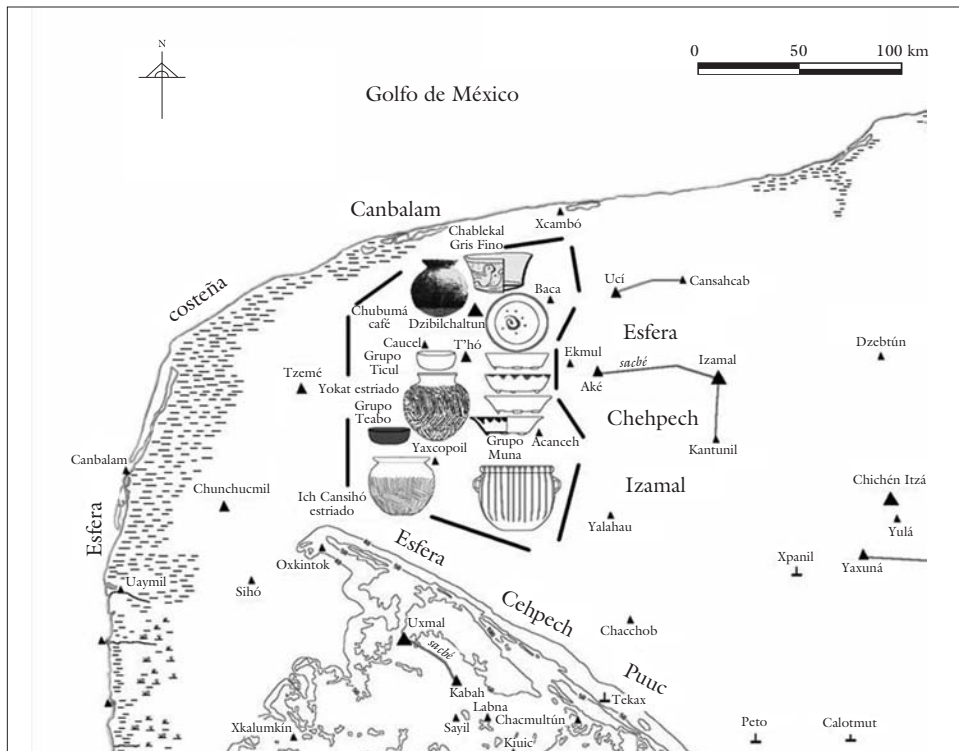 N
0 50 100 km
Golfo de México
Canbalam
Xcambó
Chablekal
Gris Fino
costeña
Baca
Ucí
Cansahcab
Chubumá
café
Dzibilchaltun
Esfera
Caucel
T'hó
Ekmul
sacbé
Izamal
Dzebtún
Grupo
Ticul
Aké
Tzemé
Yokat estriado
Grupo
Teabo
Chehpech
Grupo
Muna
Acanceh
Kantunil
Yaxcopoil
Canbalam
Chunchucmil
Izamal
Chichén Itzá
Ich Cansihó
estriado
Yalahau
Yulá
Esfera
Esfera
Oxkintok
Xpanil
Yaxuná
Uaymil
Sihó
Cehpech
Chacchob
Uxmal
sacbé
Puuc
Kabah
Tekax
Labna
Sayil
Chacmultún
Xkalumkín
Kiuic
Peto
Calotmut